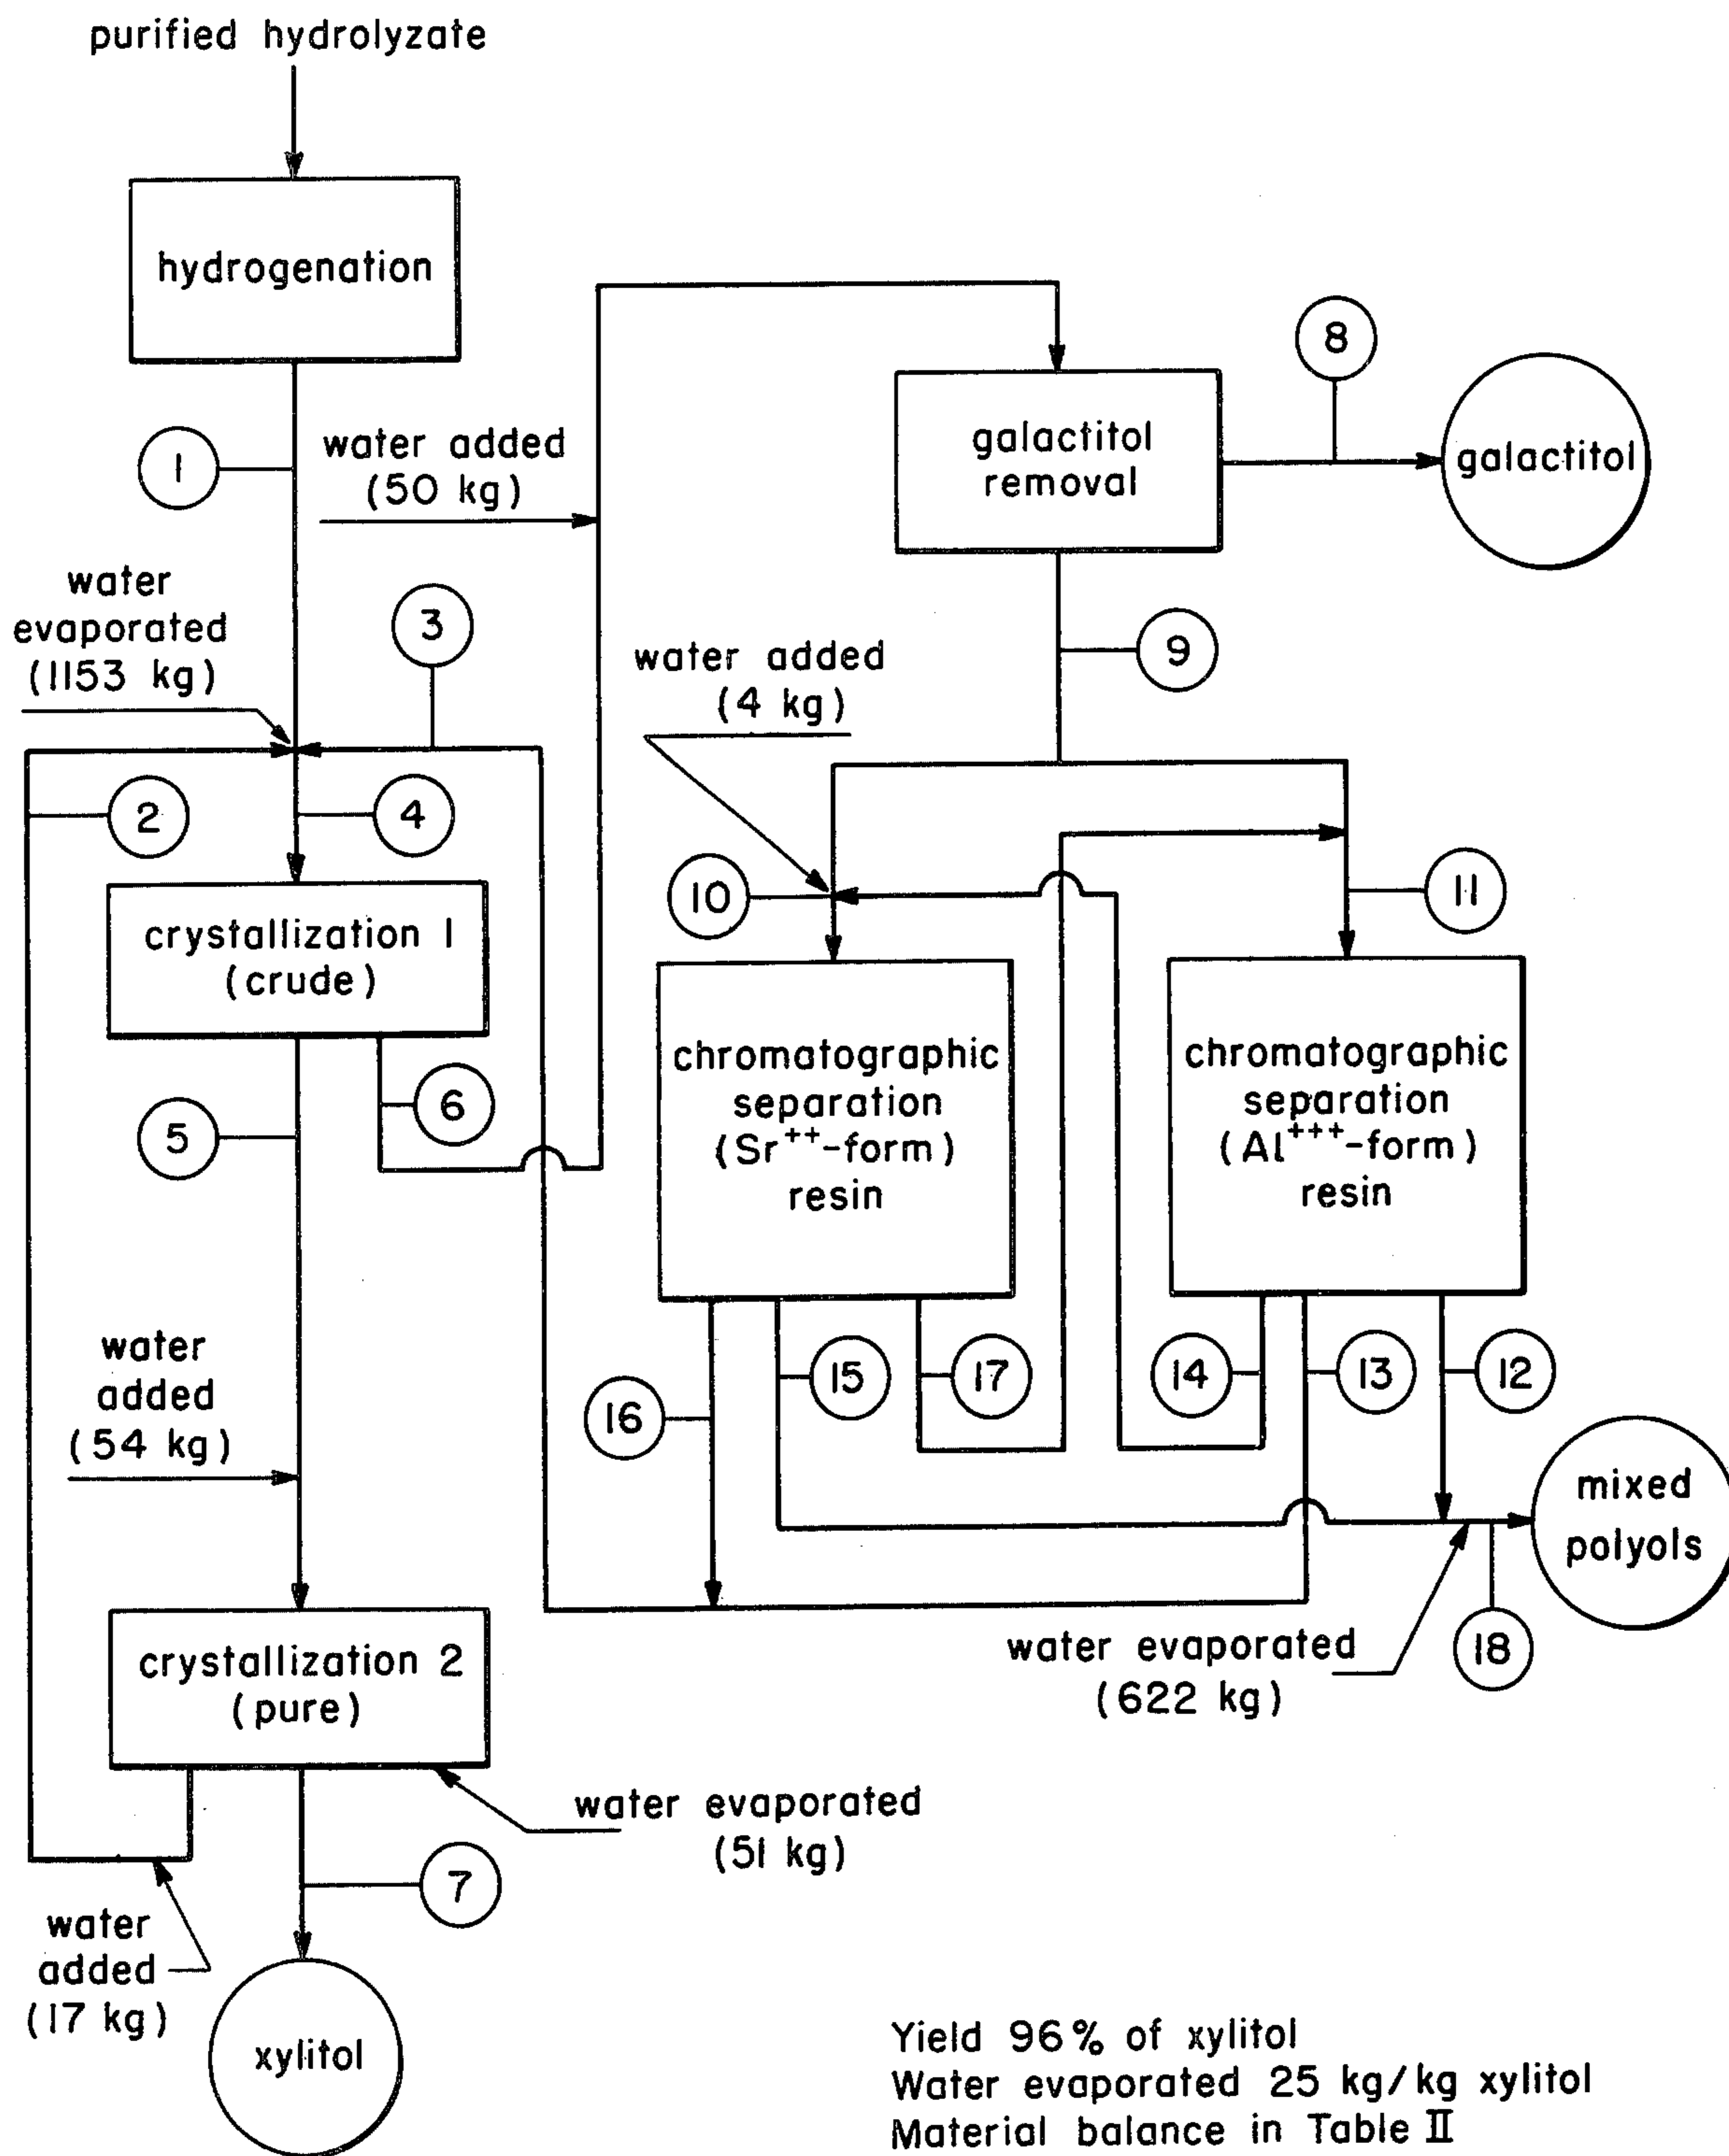 purified hydrolyzate
hydrogenation
1
water added
(50 kg)
galactitol
removal
8
galactitol
water
evaporated
(1153 kg)
3
9
water added
(4 kg)
2
4
10
11
crystallization 1
(crude)
5
6
chromatographic
separation
(Sr++-form)
resin
chromatographic
separation
(Al+++-form)
resin
water
added
(54 kg)
16
15
17
14
13
12
mixed
polyols
water evaporated
(622 kg)
18
crystallization 2
(pure)
water evaporated
(51 kg)
7
water
added
(17 kg)
xylitol
Yield 96% of xylitol
Water evaporated 25 kg/kg xylitol
Material balance in Table II